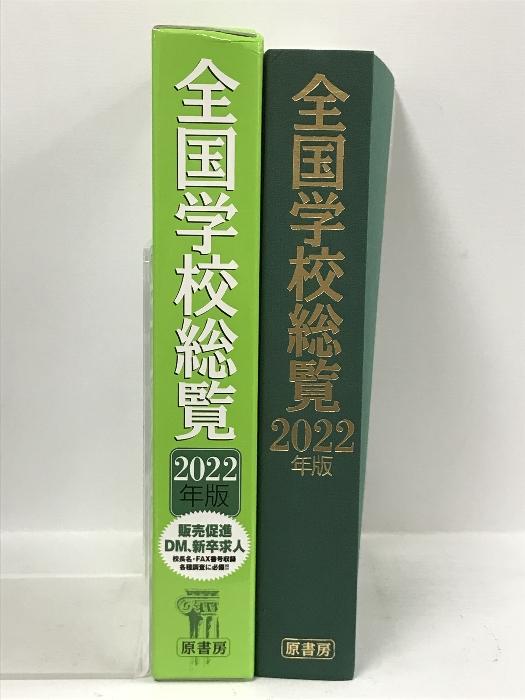 全国学校総覧
2022
年版
販売促進
DM、新卒求人
校長名・FAX番号収録
各種調査に必備!!
原書房
全国学校総覧
2022
年版
原書房